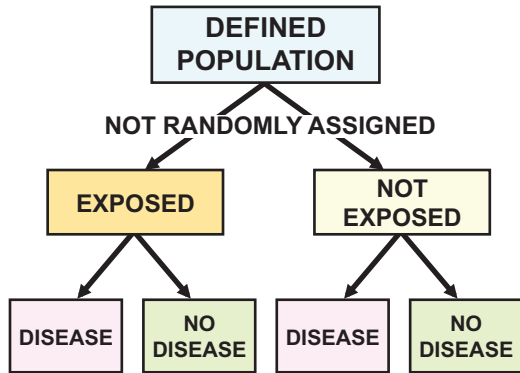 DEFINED
POPULATION
NOT RANDOMLY ASSIGNED
EXPOSED
NOT
EXPOSED
DISEASE
NO
DISEASE
DISEASE
NO
DISEASE